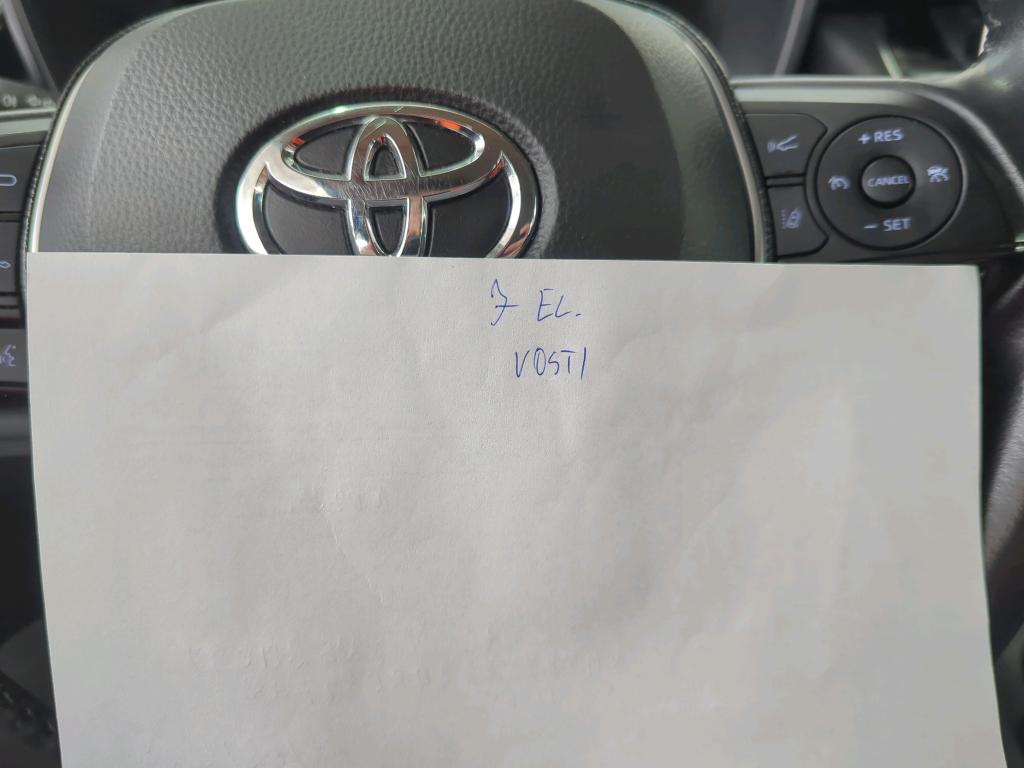 + RES
CANCEL
- SET
7 EL.
VOSTI